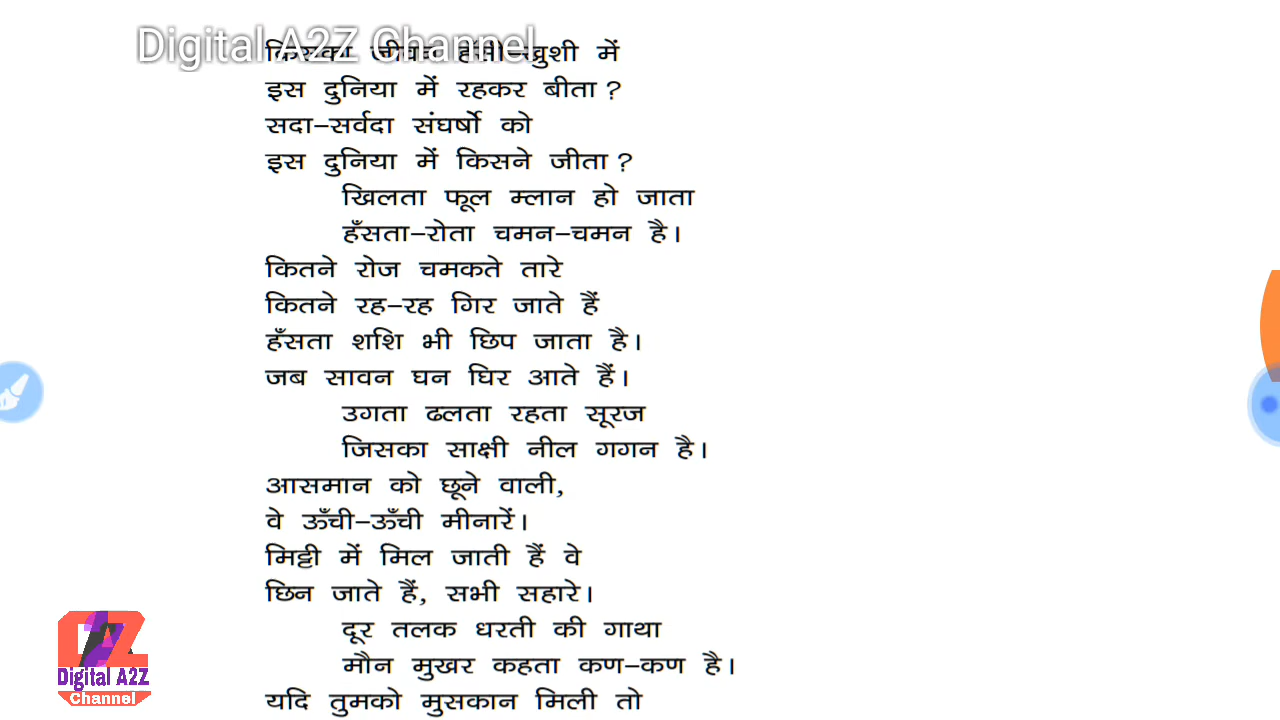 Digital A2Z Channel
किसका जीवन हँसी-खुशी में
इस दुनिया में रहकर बीता ?
सदा-सर्वदा संघर्षो को
इस दुनिया में किसने जीता ?
खिलता फूल म्लान हो जाता
हँसता-रोता चमन-चमन है।
कितने रोज चमकते तारे
कितने रह-रह गिर जाते हैं
हँसता शशि भी छिप जाता है।
जब सावन घन घिर आते हैं।
उगता ढलता रहता सूरज
जिसका साक्षी नील गगन है।
आसमान को छूने वाली,
वे ऊँची-ऊँची मीनारें।
मिट्टी में मिल जाती हैं वे
छिन जाते हैं, सभी सहारे।
दूर तलक धरती की गाथा
मौन मुखर कहता कण-कण है।
यदि तुमको मुसकान मिली तो
Digital A2Z
Channel